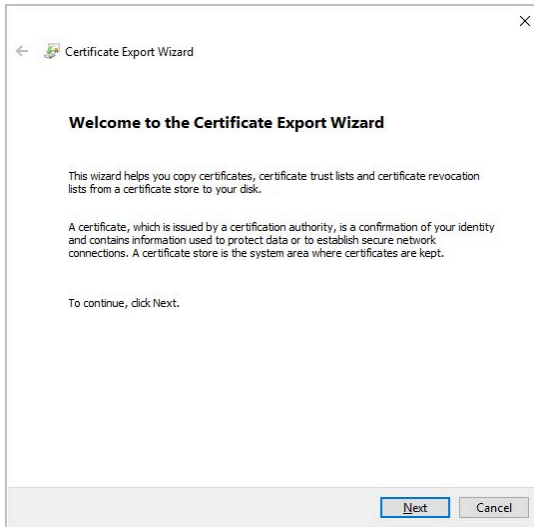 Certificate Export Wizard
Welcome to the Certificate Export Wizard
This wizard helps you copy certificates, certificate trust lists and certificate revocation
lists from a certificate store to your disk.
A certificate, which is issued by a certification authority, is a confirmation of your identity
and contains information used to protect data or to establish secure network
connections. A certificate store is the system area where certificates are kept.
To continue, click Next.
Next Cancel